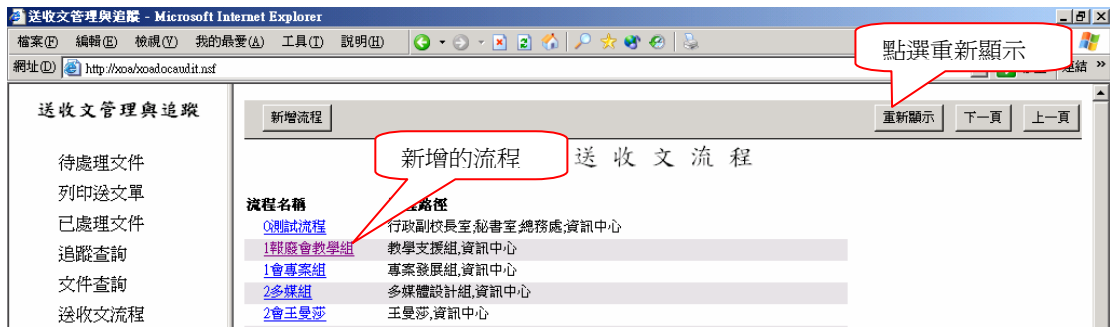 送收文管理與追蹤 - Microsoft Internet Explorer
檔案(F) 編輯(E) 檢視(V) 我的最愛(A) 工具(T) 說明(H)
點選重新顯示
網址(D) http://xoa/xoadocaudit.nsf 連結 »
送收文管理與追蹤
新增流程 重新顯示 下一頁 上一頁
新增的流程
送收文流程
待處理文件
列印送文單
已處理文件
追蹤查詢
文件查詢
送收文流程
流程名稱 路徑
0測試流程 行政副校長室;秘書室;總務處;資訊中心
1報廢會教學組 教學支援組,資訊中心
1會專案組 專案發展組,資訊中心
2多媒組 多媒體設計組,資訊中心
2會王曼莎 王曼莎,資訊中心